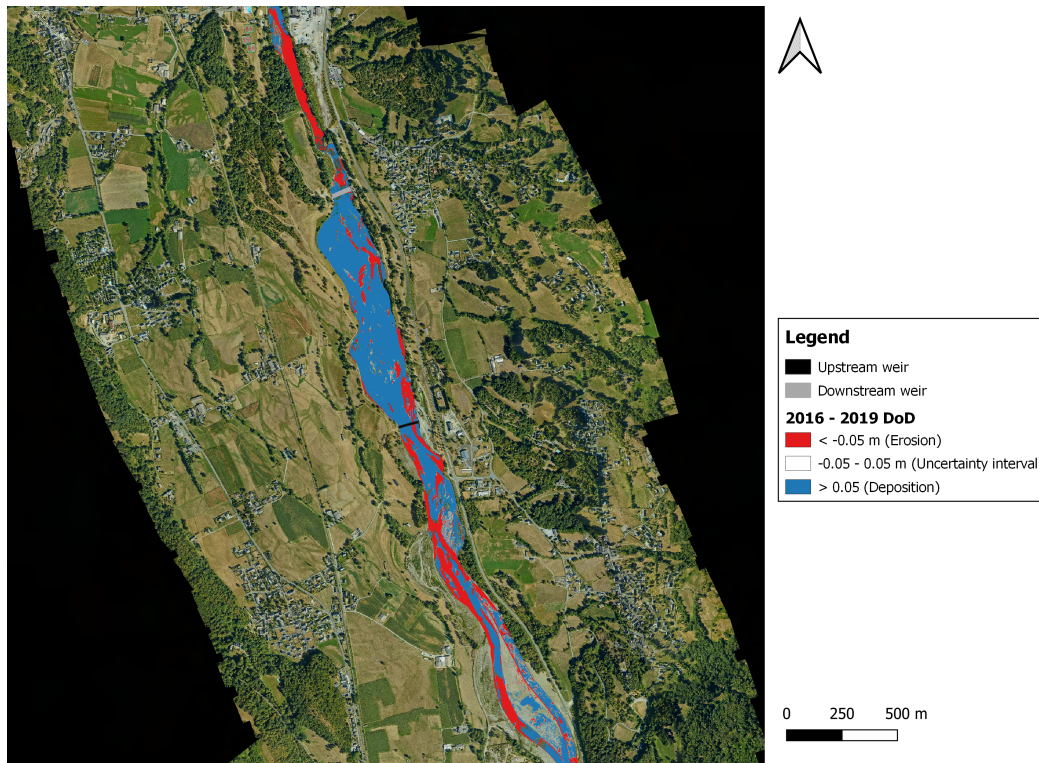 Legend
Upstream weir
Downstream weir
2016 - 2019 DoD
< -0.05 m (Erosion)
-0.05 - 0.05 m (Uncertainty interval
> 0.05 (Deposition)
0 250 500 m